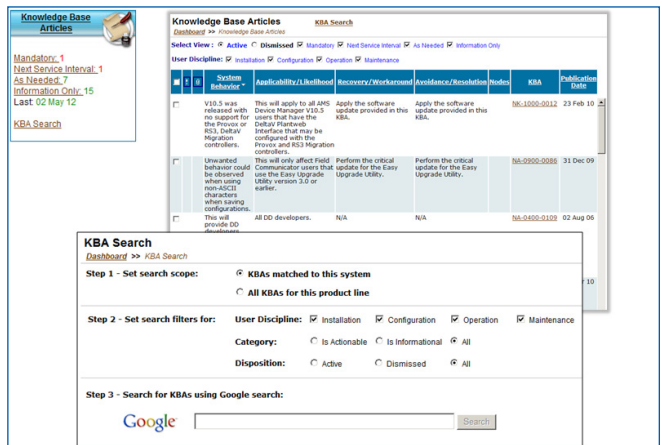 Knowledge Base
Articles
Mandatory: 1
Next Service Interval: 1
As Needed: 7
Information Only: 15
Last: 02 May 12
KBA Search
Knowledge Base
Articles
KBA Search
Dashboard >> Knowledge Base Articles
Select View : Active Dismissed Mandatory Next Service Interval As Needed Information Only
User Discipline: Installation Configuration Operation Maintenance
System Behavior Applicability/Likelihood Recovery/Workaround Avoidance/Resolution Nodes KBA Publication Date
V10.5 was released with no support for the Provox or RS3, DeltaV Migration controllers.
This will apply to all AMS Device Manager V10.5 users that have the DeltaV Plantweb Interface that may be configured with the Provox and RS3 Migration controllers.
Apply the software update provided in this KBA.
Apply the software update provided in this KBA.
NK-1000-0012 23 Feb 10
Unwanted behavior could be observed when using non-ASCII characters when saving configurations.
This will only affect Field Communicator users that use the Easy Upgrade Utility version 3.0 or earlier.
Perform the critical update for the Easy Upgrade Utility.
Perform the critical update for the Easy Upgrade Utility.
NA-0900-0086 31 Dec 09
This will provide DD
All DD developers.
N/A
N/A
NA-0400-0109 02 Aug 06
10
KBA Search
Dashboard >> KBA Search
Step 1 - Set search scope: KBAs matched to this system
All KBAs for this product line
Step 2 - Set search filters for: User Discipline: Installation Configuration Operation Maintenance
Category: Is Actionable Is Informational All
Disposition: Active Dismissed All
Step 3 - Search for KBAs using Google search:
Google Search